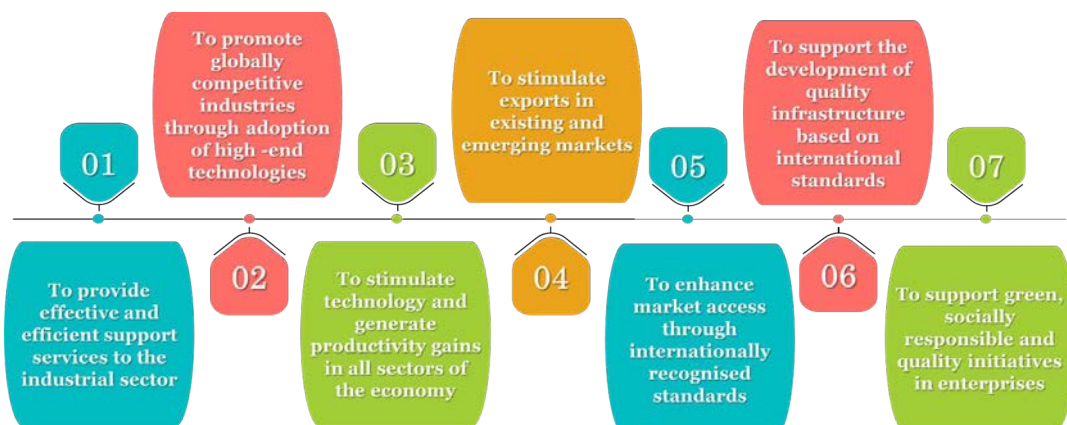 01
To provide
effective and
efficient support
services to the
industrial sector
02
To promote
globally
competitive
industries
through adoption
of high -end
technologies
03
To stimulate
technology and
generate
productivity gains
in all sectors of
the economy
04
To stimulate
exports in
existing and
emerging markets
05
To enhance
market access
through
internationally
recognised
standards
06
To support the
development of
quality
infrastructure
based on
international
standards
07
To support green,
socially
responsible and
quality initiatives
in enterprises